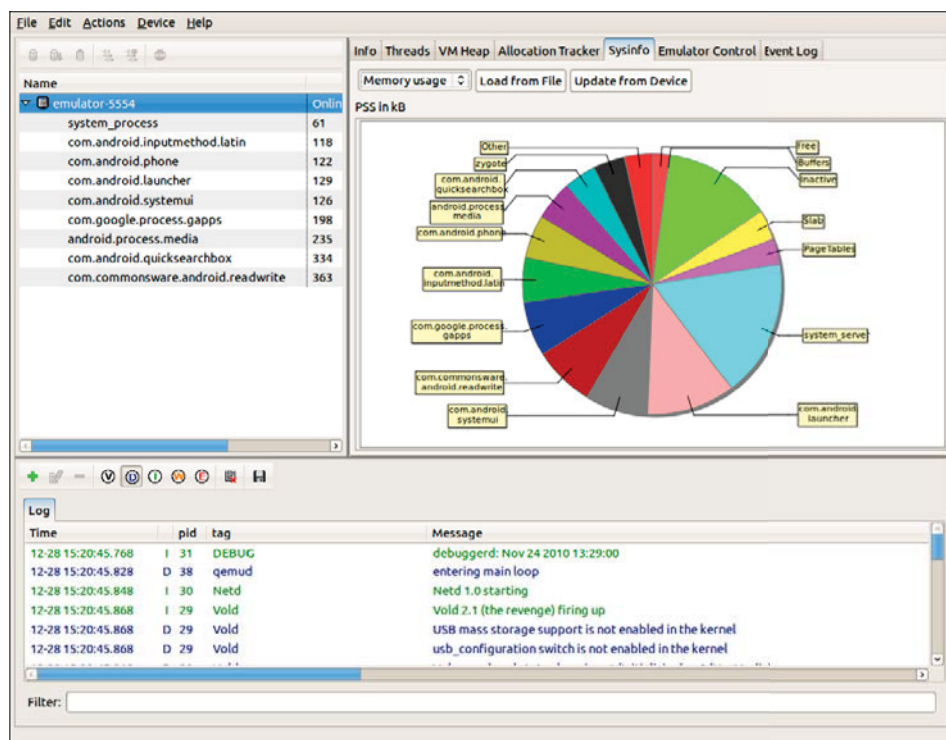 File Edit Actions Device Help
Info Threads VM Heap Allocation Tracker Sysinfo Emulator Control Event Log
Memory usage Load from File Update from Device
PSS in kB
Name
emulator-5554 Onlin
system_process 61
com.android.inputmethod.latin 118
com.android.phone 122
com.android.launcher 129
com.android.systemui 126
com.google.process.gapps 198
android.process.media 235
com.android.quicksearchbox 334
com.commonsware.android.readwrite 363
Other
zygote
com.android.
quicksearchbox
android.process.
media
com.android.phone
com.android.
inputmethod.latin
com.google.process.
gapps
com.commonsware.
android.readwrite
com.android.
systemui
Free
Buffers
Inactive
Slab
PageTables
system_server
com.android.
launcher
V D I W E
Log
Time pid tag Message
12-28 15:20:45.768 I 31 DEBUG debuggerd: Nov 24 2010 13:29:00
12-28 15:20:45.828 D 38 qemud entering main loop
12-28 15:20:45.848 I 30 Netd Netd 1.0 starting
12-28 15:20:45.868 I 29 Vold Vold 2.1 (the revenge) firing up
12-28 15:20:45.868 D 29 Vold USB mass storage support is not enabled in the kernel
12-28 15:20:45.868 D 29 Vold usb_configuration switch is not enabled in the kernel
Filter: